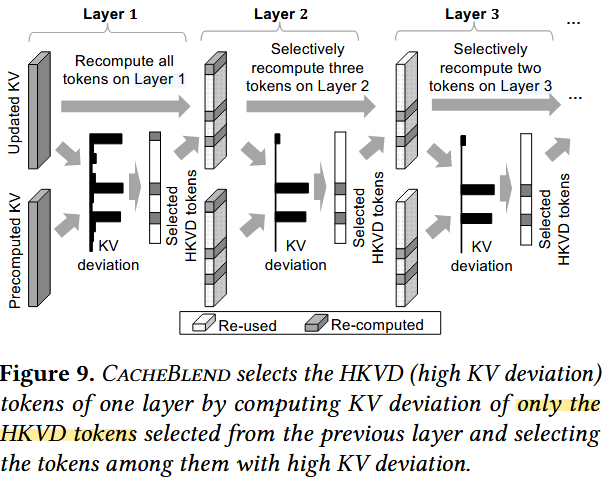 Layer 1
Layer 2
Layer 3
...
Updated KV
Recompute all
tokens on Layer 1
Selectively
recompute three
tokens on Layer 2
Selectively
recompute two
tokens on Layer 3
...
Precomputed KV
KV
deviation
Selected
HKVD tokens
KV
deviation
Selected
HKVD tokens
KV
deviation
Selected
HKVD tokens
Re-used
Re-computed
Figure 9. CACHEBLEND selects the HKVD (high KV deviation)
tokens of one layer by computing KV deviation of only the
HKVD tokens selected from the previous layer and selecting
the tokens among them with high KV deviation.